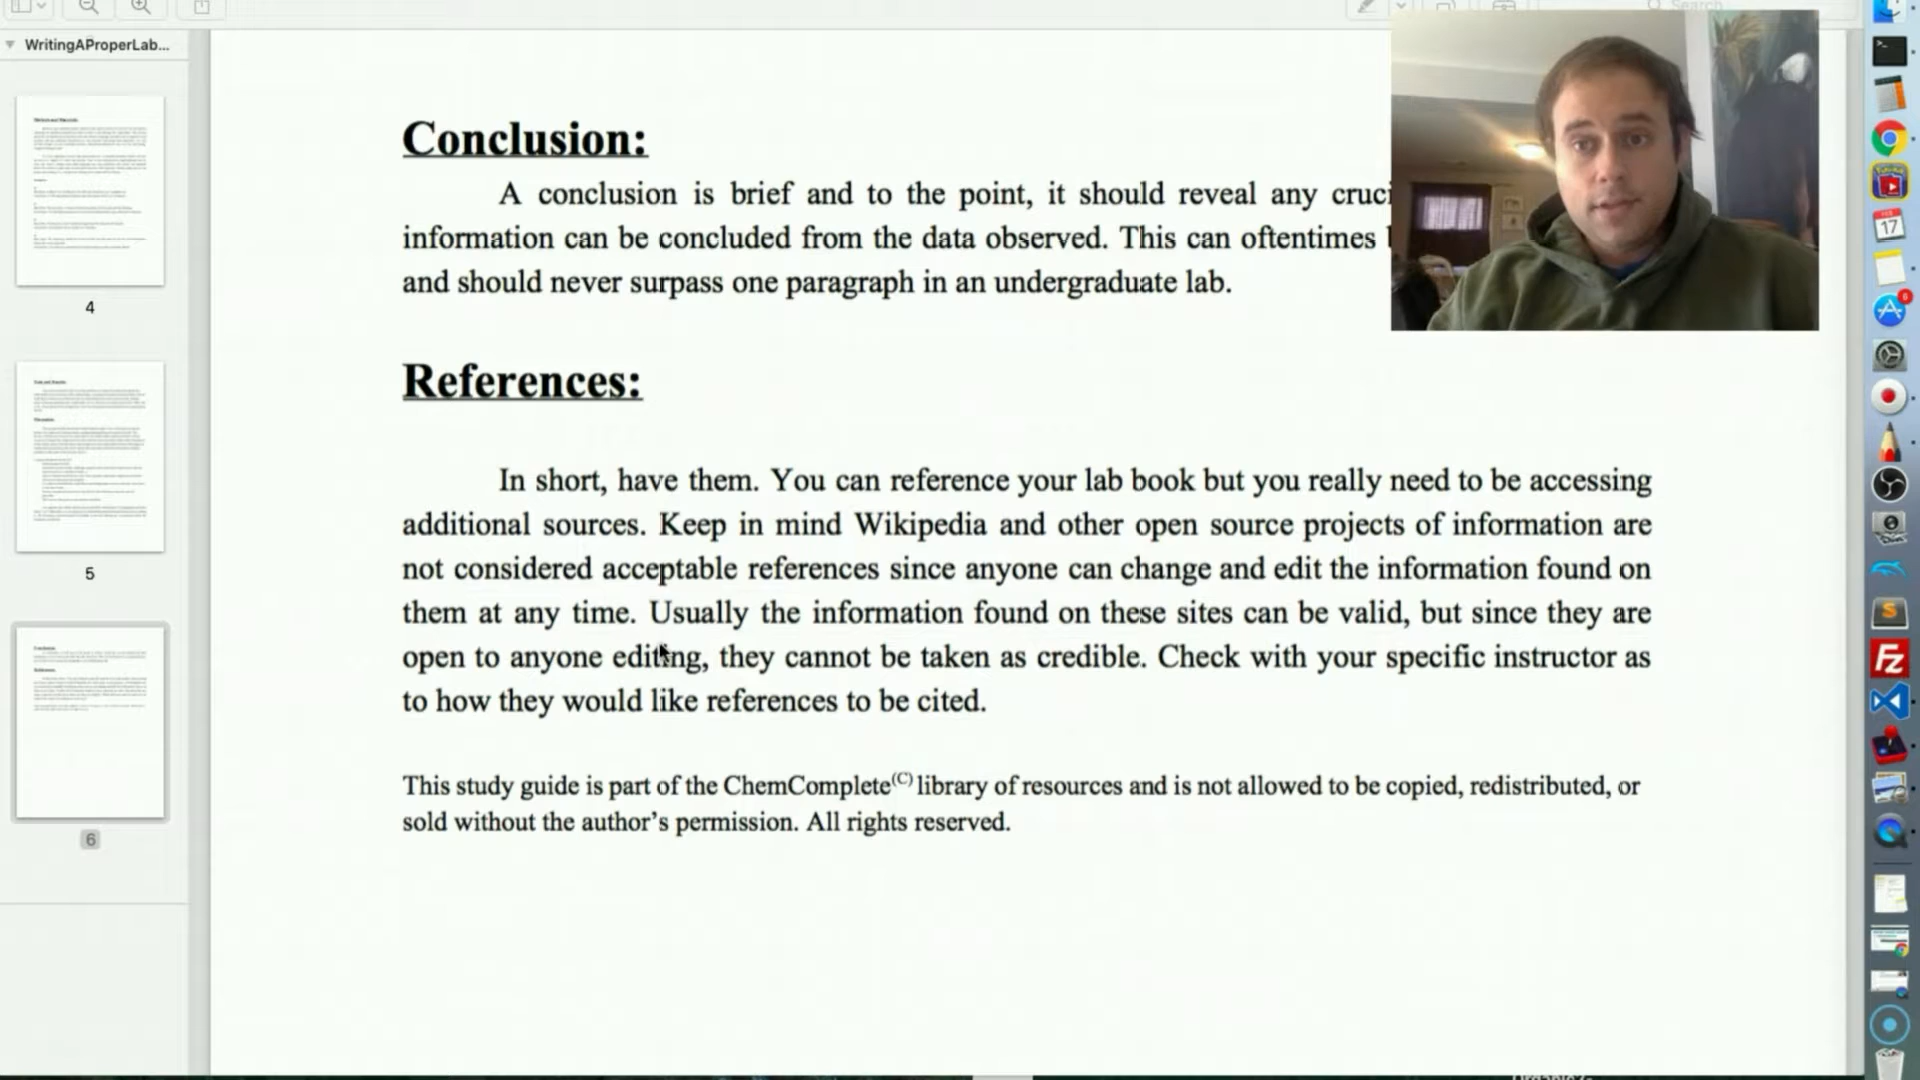 Search
WritingAProperLab...
Conclusion:
A conclusion is brief and to the point, it should reveal any
information can be concluded from the data observed. This can oftentimes
and should never surpass one paragraph in an undergraduate lab.
References:
In short, have them. You can reference your lab book but you really need to be accessing
additional sources. Keep in mind Wikipedia and other open source projects of information are
not considered acceptable references since anyone can change and edit the information found on
them at any time. Usually the information found on these sites can be valid, but since they are
open to anyone editing, they cannot be taken as credible. Check with your specific instructor as
to how they would like references to be cited.
This study guide is part of the ChemComplete(C) library of resources and is not allowed to be copied, redistributed, or
sold without the author's permission. All rights reserved.
4
5
6
FEB
17
6
S
Fz